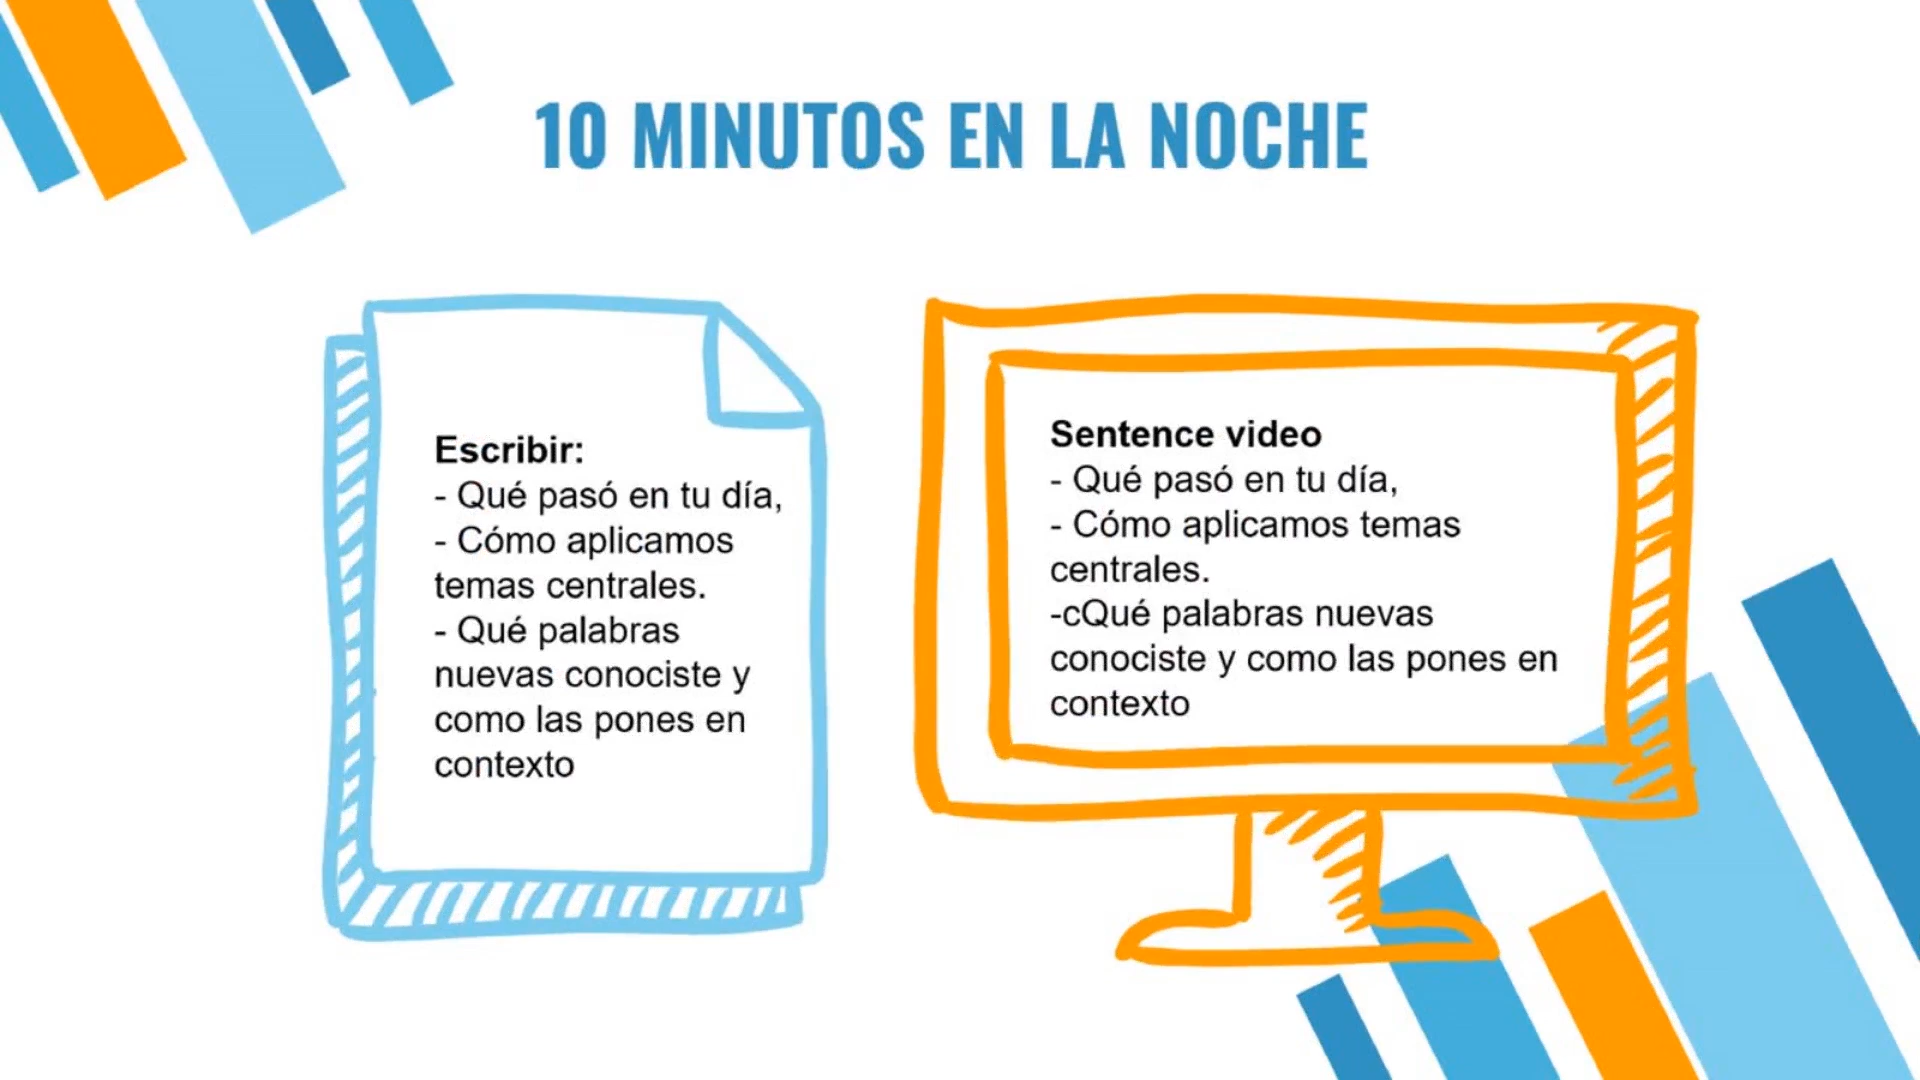 10 MINUTOS EN LA NOCHE
Escribir:
- Qué pasó en tu día,
- Cómo aplicamos
temas centrales.
- Qué palabras
nuevas conociste y
como las pones en
contexto
Sentence video
- Qué pasó en tu día,
- Cómo aplicamos temas
centrales.
-cQué palabras nuevas
conociste y como las pones en
contexto